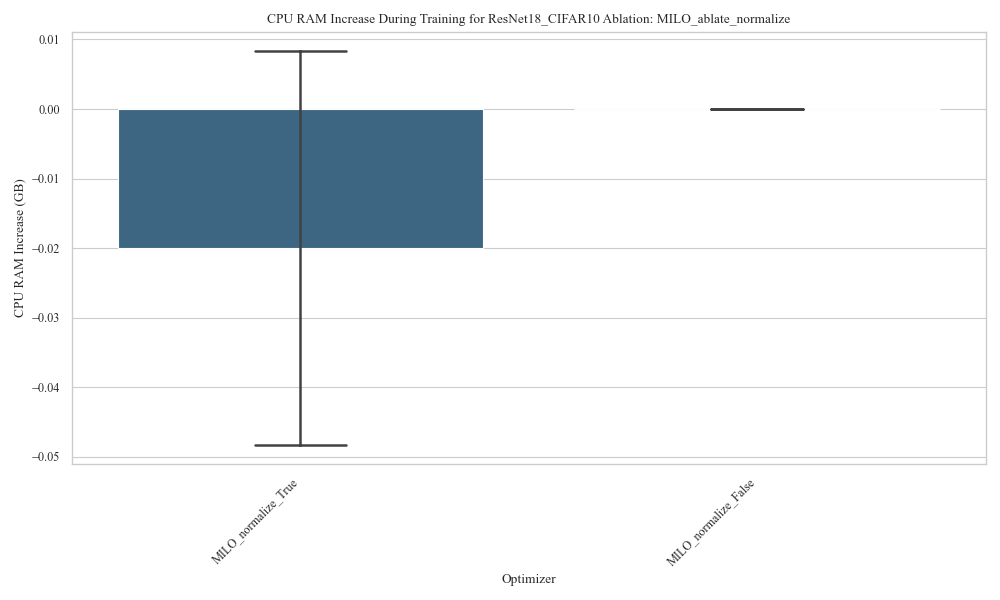 CPU RAM Increase During Training for ResNet18_CIFAR10 Ablation: MILO_ablate_normalize
0.01
0.00
−0.01
−0.02
−0.03
−0.04
−0.05
CPU RAM Increase (GB)
MILO_normalize_True
MILO_normalize_False
Optimizer